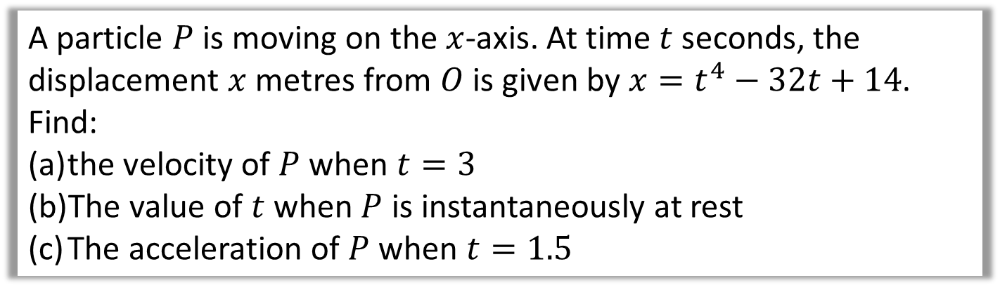 A particle 𝑃 is moving on the 𝑥-axis. At time 𝑡 seconds, the
displacement 𝑥 metres from 𝑂 is given by 𝑥 = 𝑡⁴ − 32𝑡 + 14.
Find:
(a)the velocity of 𝑃 when 𝑡 = 3
(b)The value of 𝑡 when 𝑃 is instantaneously at rest
(c)The acceleration of 𝑃 when 𝑡 = 1.5